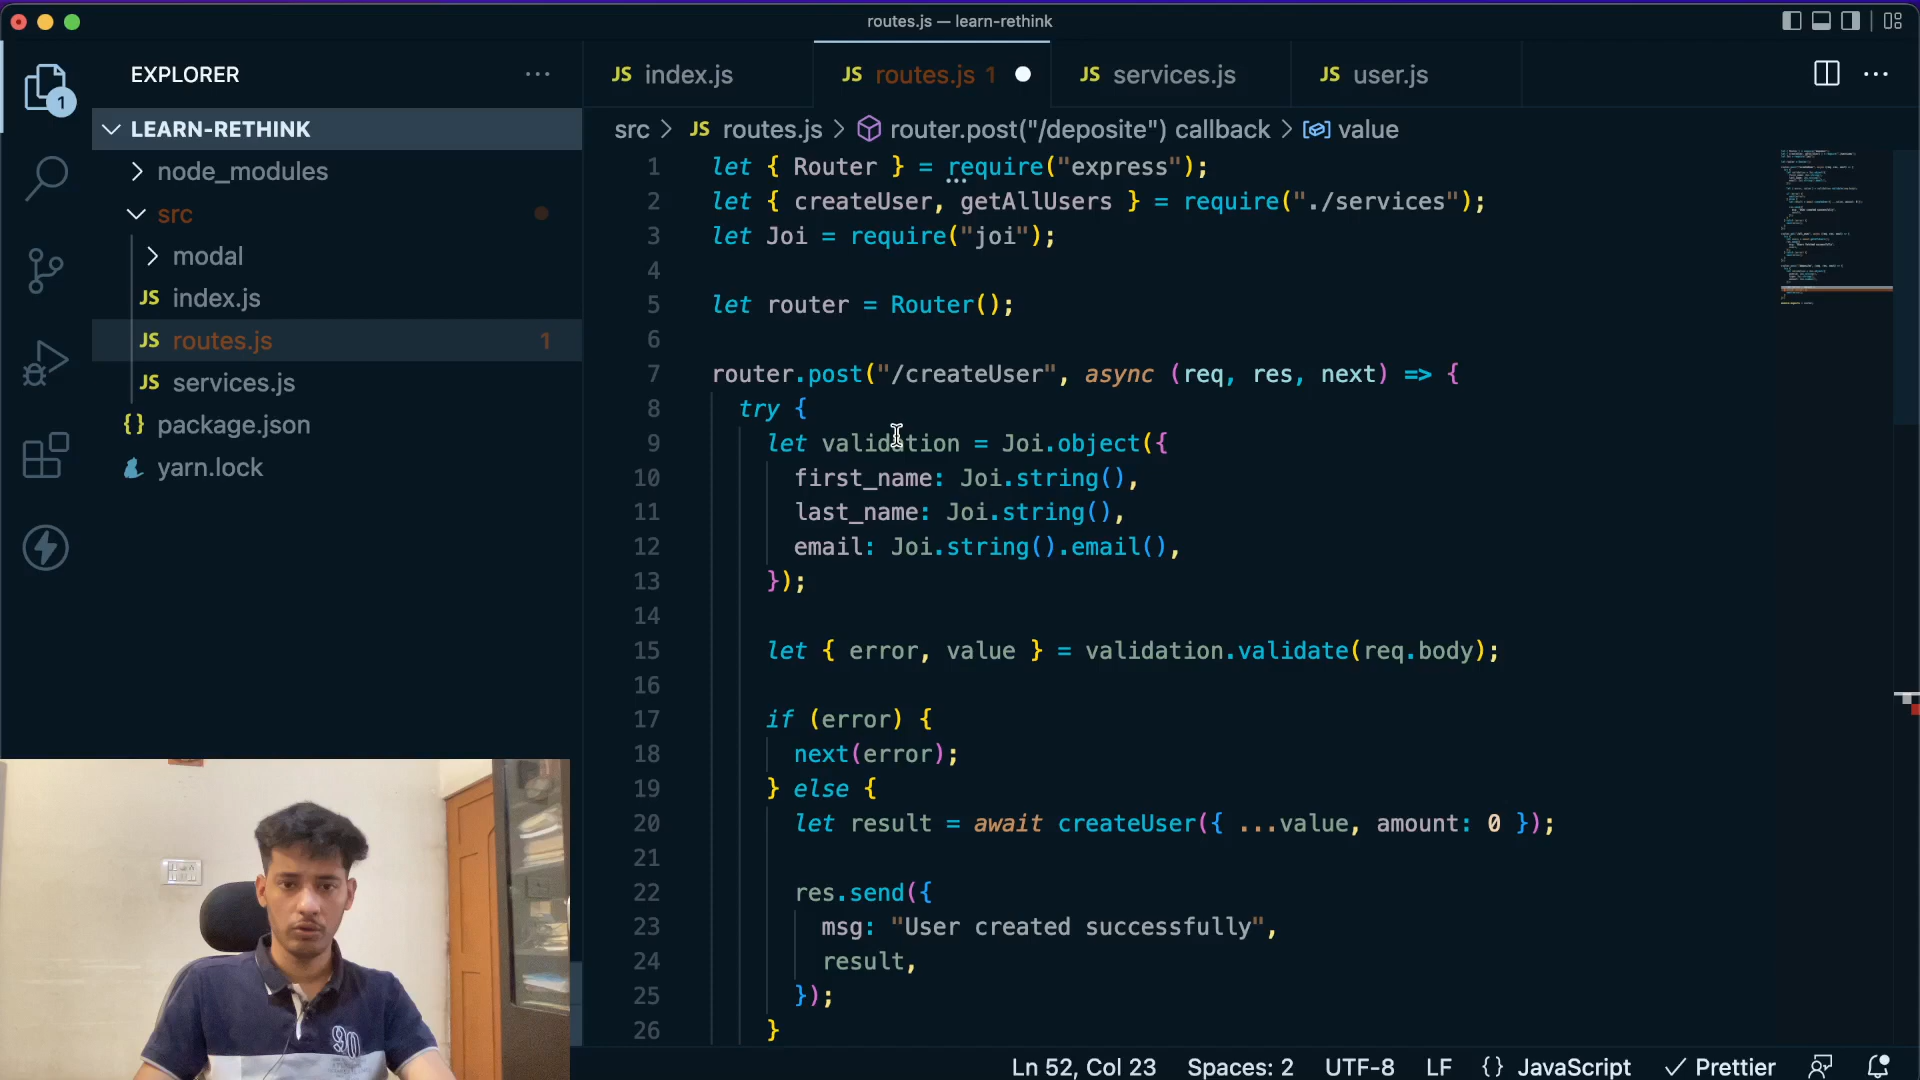 routes.js — learn-rethink
EXPLORER
1
LEARN-RETHINK
node_modules
src
modal
JS index.js
JS routes.js 1
JS services.js
{} package.json
yarn.lock
JS index.js
JS routes.js 1
JS services.js
JS user.js
src > JS routes.js > router.post("/deposite") callback > value
1 let { Router } = require("express");
2 let { createUser, getAllUsers } = require("./services");
3 let Joi = require("joi");
4
5 let router = Router();
6
7 router.post("/createUser", async (req, res, next) => {
8 try {
9 let validation = Joi.object({
10 first_name: Joi.string(),
11 last_name: Joi.string(),
12 email: Joi.string().email(),
13 });
14
15 let { error, value } = validation.validate(req.body);
16
17 if (error) {
18 next(error);
19 } else {
20 let result = await createUser({ ...value, amount: 0 });
21
22 res.send({
23 msg: "User created successfully",
24 result,
25 });
26 }
90
Ln 52, Col 23 Spaces: 2 UTF-8 LF {} JavaScript Prettier